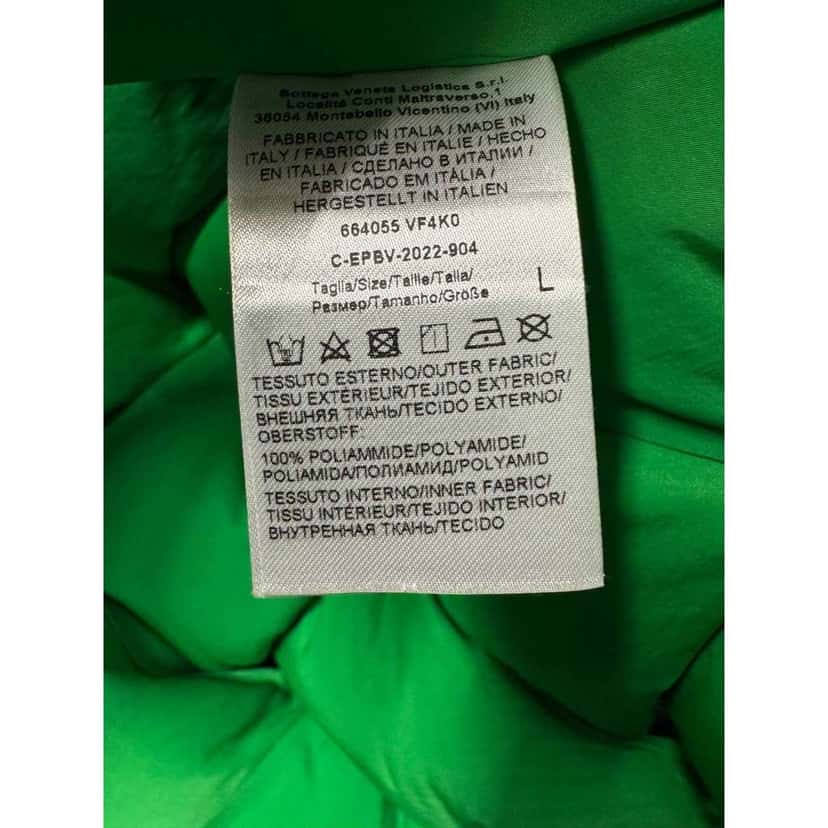 Bottega Veneta Logistica S.r.l.
Località Conti Maltraverso,1
36054 Montebello Vicentino (VI) Italy
FABBRICATO IN ITALIA / MADE IN
ITALY / FABRIQUÉ EN ITALIE / HECHO
EN ITALIA / СДЕЛАНО В ИТАЛИИ /
FABRICADO EM ITÀLIA /
HERGESTELLT IN ITALIEN
664055 VF4K0
C-EPBV-2022-904
Taglia/Size/Taille/Talla/
Размер/Tamanho/Größe L
TESSUTO ESTERNO/OUTER FABRIC/
TISSU EXTÉRIEUR/TEJIDO EXTERIOR/
ВНЕШНЯЯ ТКАНЬ/TECIDO EXTERNO/
OBERSTOFF:
100% POLIAMMIDE/POLYAMIDE/
POLIAMIDA/ПОЛИАМИД/POLYAMID
TESSUTO INTERNO/INNER FABRIC/
TISSU INTÉRIEUR/TEJIDO INTERIOR/
ВНУТРЕННАЯ ТКАНЬ/TECIDO